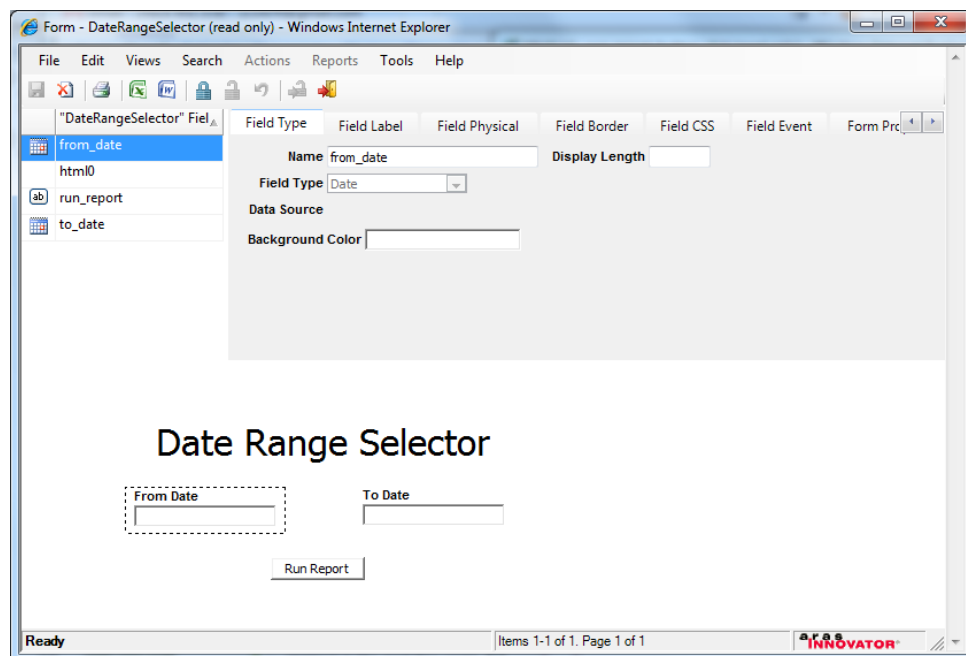 Form - DateRangeSelector (read only) - Windows Internet Explorer
File Edit Views Search Actions Reports Tools Help
"DateRangeSelector" Fiel
from_date
html0
ab run_report
to_date
Field Type Field Label Field Physical Field Border Field CSS Field Event Form Pro
Name from_date Display Length
Field Type Date
Data Source
Background Color
Date Range Selector
From Date To Date
Run Report
Ready Items 1-1 of 1. Page 1 of 1 aras INNOVATOR